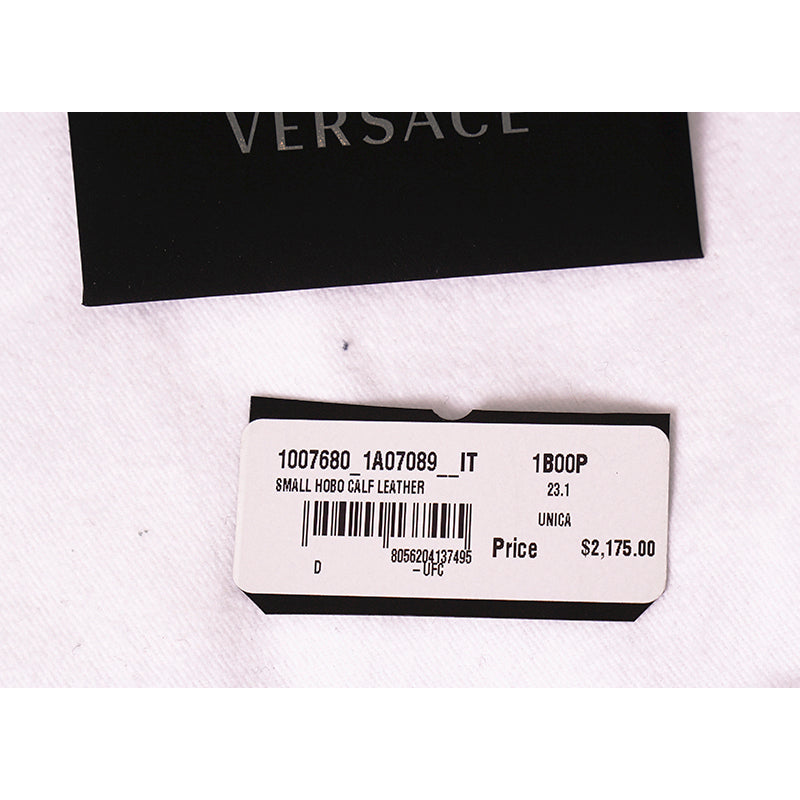 VERSACE
1007680_1A07089__IT 1B00P
SMALL HOBO CALF LEATHER 23.1
UNICA
Price $2,175.00
8056204137495
D - UFC